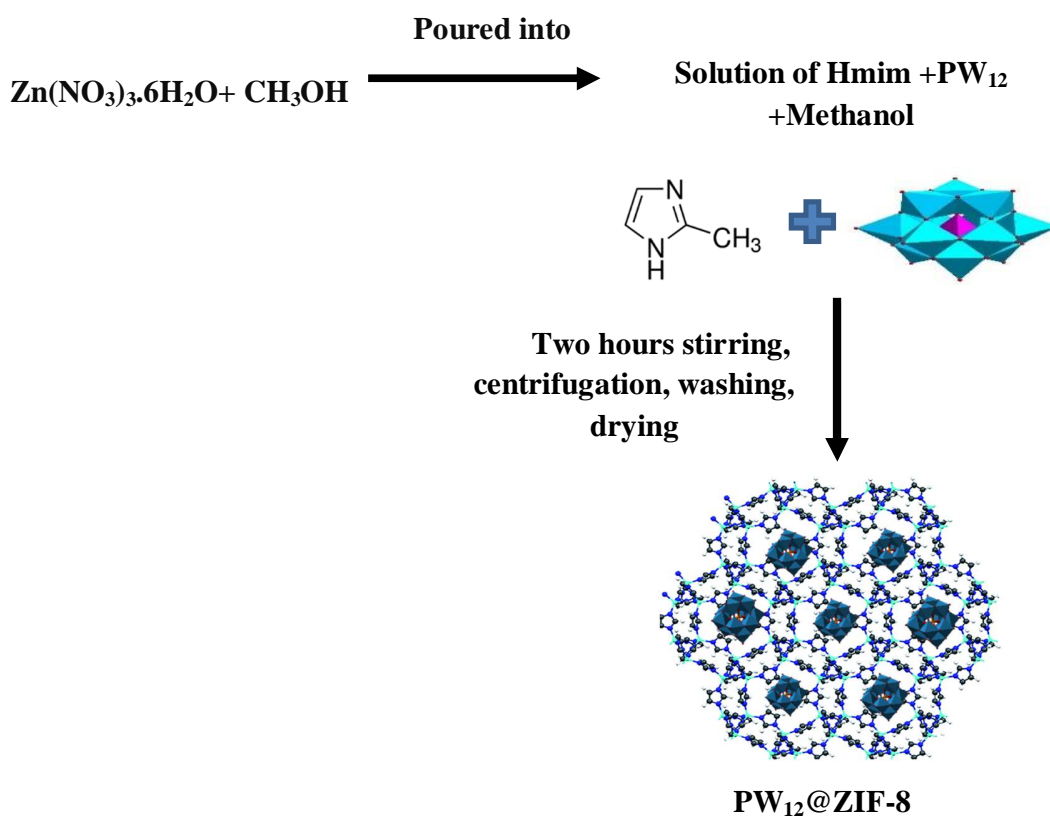 Poured into
Zn(NO₃)₃.6H₂O+ CH₃OH
Solution of Hmim +PW₁₂
+Methanol
N
CH₃
N
H
Two hours stirring,
centrifugation, washing,
drying
PW₁₂@ZIF-8